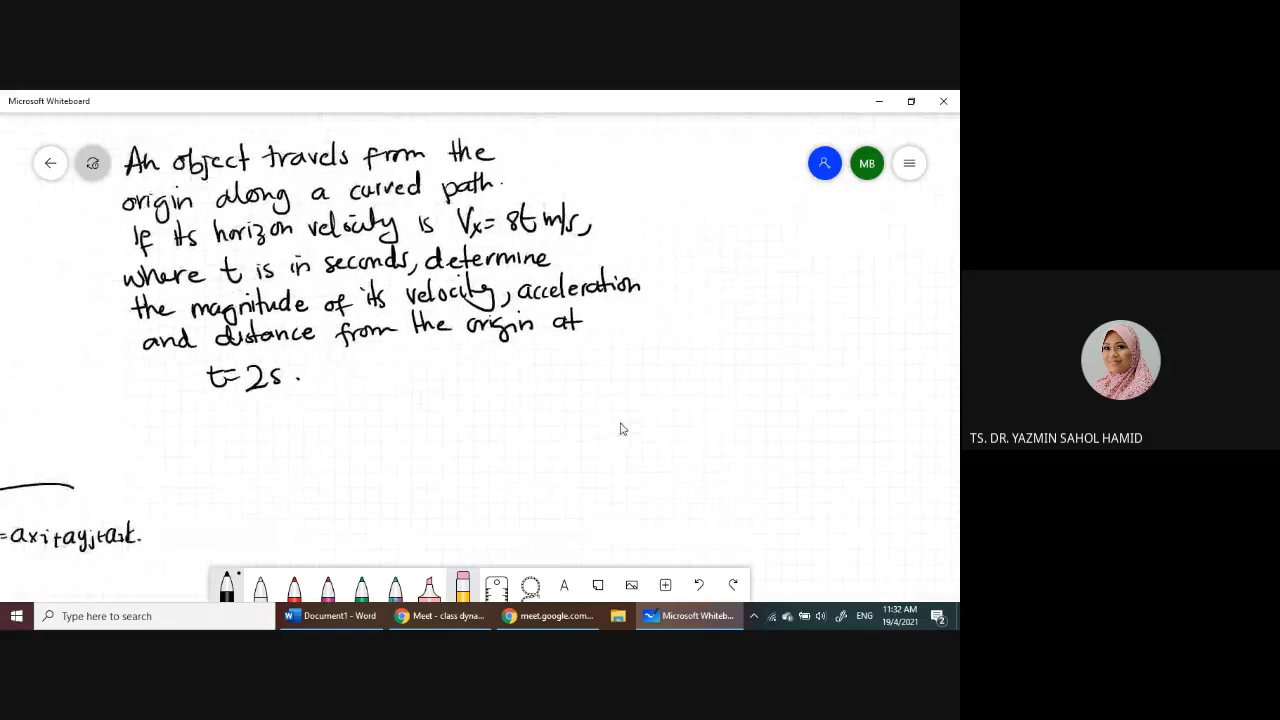 Microsoft Whiteboard
An object travels from the
origin along a curved path.
MB
If its horizon velocity is Vx= 8t m/s,
where t is in seconds, determine
the magnitude of its velocity, acceleration
and distance from the origin at
t=2s.
TS. DR. YAZMIN SAHOL HAMID
=axi+ayj+azk.
A
Type here to search
Document1 - Word
Meet - class dyna...
meet.google.com...
Microsoft Whiteb...
ENG
11:32 AM
19/4/2021
2